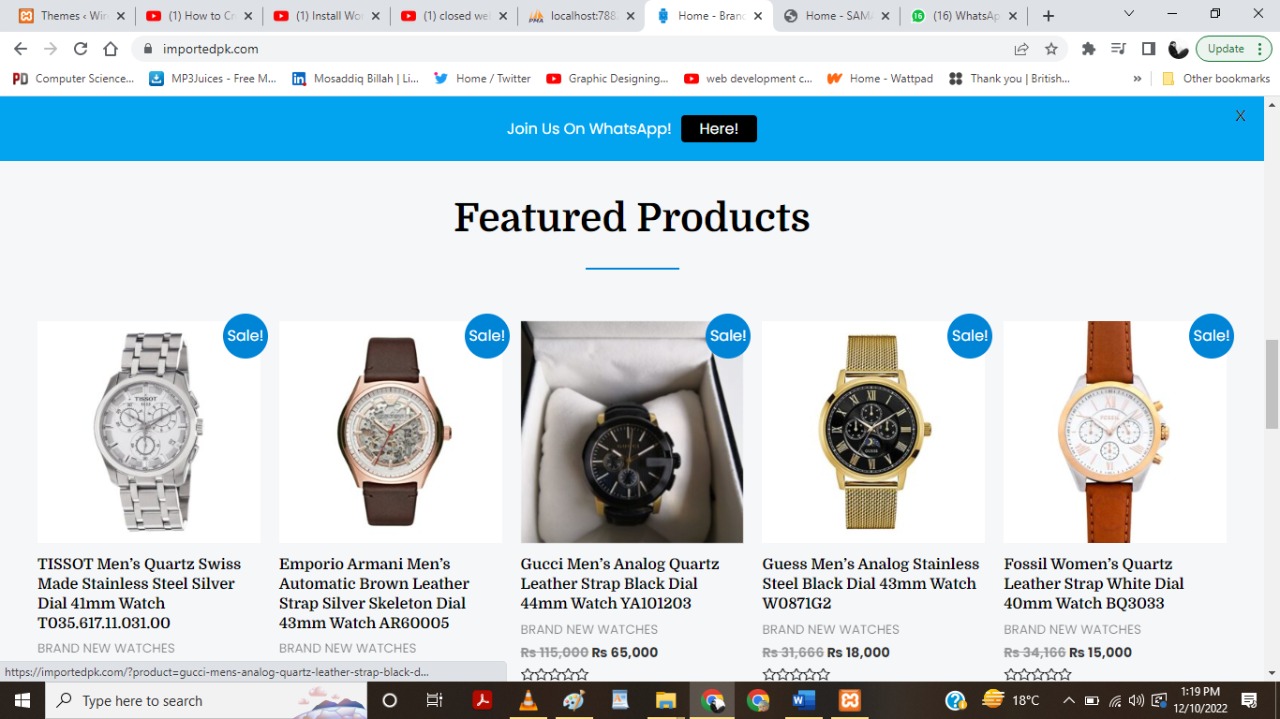 Themes ‹ Wi
(1) How to Cr
(1) Install Wo
(1) closed we
localhost:788
Home - Bran
Home - SAM
(16) WhatsAp
importedpk.com
Update
Computer Science...
MP3Juices - Free M...
Mosaddiq Billah | Li...
Home / Twitter
Graphic Designing...
web development c...
Home - Wattpad
Thank you | British...
»
Other bookmarks
Join Us On WhatsApp! Here!
X
Featured Products
Sale!
Sale!
Sale!
Sale!
Sale!
TISSOT
GUCCI
GUESS
FOSSIL
TISSOT Men’s Quartz Swiss
Made Stainless Steel Silver
Dial 41mm Watch
T035.617.11.031.00
BRAND NEW WATCHES
Emporio Armani Men’s
Automatic Brown Leather
Strap Silver Skeleton Dial
43mm Watch AR60005
BRAND NEW WATCHES
Gucci Men’s Analog Quartz
Leather Strap Black Dial
44mm Watch YA101203
BRAND NEW WATCHES
Rs 115,000 Rs 65,000
Guess Men’s Analog Stainless
Steel Black Dial 43mm Watch
W0871G2
BRAND NEW WATCHES
Rs 31,666 Rs 18,000
Fossil Women’s Quartz
Leather Strap White Dial
40mm Watch BQ3033
BRAND NEW WATCHES
Rs 34,166 Rs 15,000
https://importedpk.com/?product=gucci-mens-analog-quartz-leather-strap-black-d...
Type here to search
18°C
1:19 PM
12/10/2022